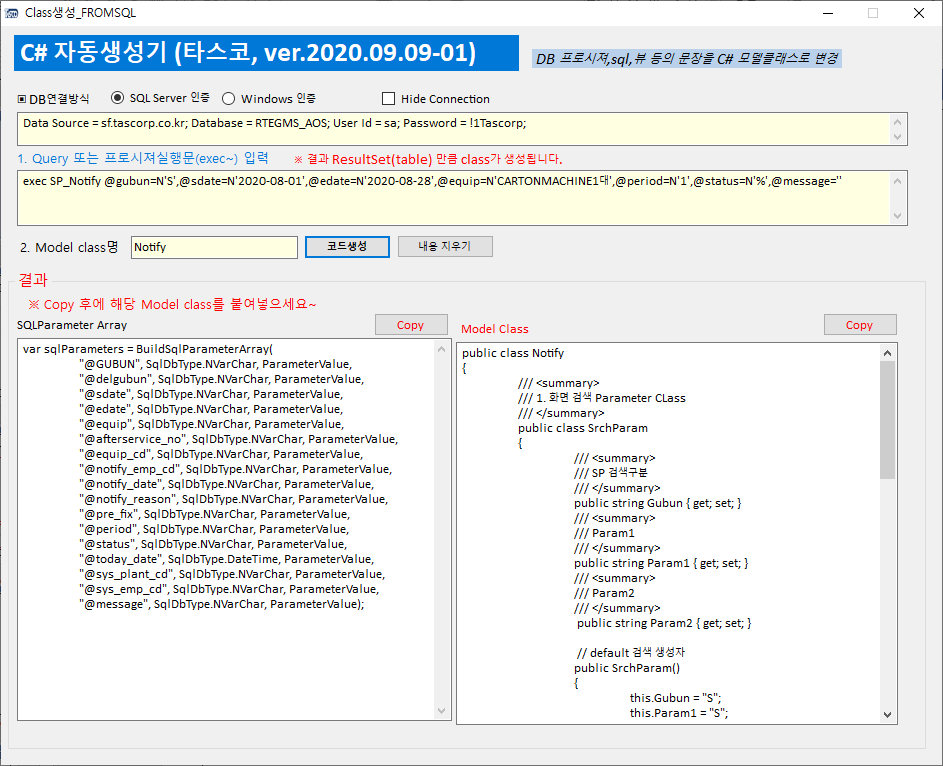 Class생성_FROMSQL
C# 자동생성기 (타스코, ver.2020.09.09-01)
DB 프로시져,sql,뷰 등의 문장을 C# 모델클래스로 변경
▣DB연결방식 SQL Server 인증 Windows 인증 Hide Connection
Data Source = sf.tascorp.co.kr; Database = RTEGMS_AOS; User Id = sa; Password = !1Tascorp;
1. Query 또는 프로시져실행문(exec~) 입력 ※ 결과 ResultSet(table) 만큼 class가 생성됩니다.
exec SP_Notify @gubun=N'S',@sdate=N'2020-08-01',@edate=N'2020-08-28',@equip=N'CARTONMACHINE1대',@period=N'1',@status=N'%',@message=''
2. Model class명 Notify 코드생성 내용 지우기
결과
※ Copy 후에 해당 Model class를 붙여넣으세요~
SQLParameter Array Copy
var sqlParameters = BuildSqlParameterArray(
"@GUBUN", SqlDbType.NVarChar, ParameterValue,
"@delgubun", SqlDbType.NVarChar, ParameterValue,
"@sdate", SqlDbType.NVarChar, ParameterValue,
"@edate", SqlDbType.NVarChar, ParameterValue,
"@equip", SqlDbType.NVarChar, ParameterValue,
"@afterservice_no", SqlDbType.NVarChar, ParameterValue,
"@equip_cd", SqlDbType.NVarChar, ParameterValue,
"@notify_emp_cd", SqlDbType.NVarChar, ParameterValue,
"@notify_date", SqlDbType.NVarChar, ParameterValue,
"@notify_reason", SqlDbType.NVarChar, ParameterValue,
"@pre_fix", SqlDbType.NVarChar, ParameterValue,
"@period", SqlDbType.NVarChar, ParameterValue,
"@status", SqlDbType.NVarChar, ParameterValue,
"@today_date", SqlDbType.DateTime, ParameterValue,
"@sys_plant_cd", SqlDbType.NVarChar, ParameterValue,
"@sys_emp_cd", SqlDbType.NVarChar, ParameterValue,
"@message", SqlDbType.NVarChar, ParameterValue);
Model Class Copy
public class Notify
{
/// <summary>
/// 1. 화면 검색 Parameter CLass
/// </summary>
public class SrchParam
{
/// <summary>
/// SP 검색구분
/// </summary>
public string Gubun { get; set; }
/// <summary>
/// Param1
/// </summary>
public string Param1 { get; set; }
/// <summary>
/// Param2
/// </summary>
public string Param2 { get; set; }
// default 검색 생성자
public SrchParam()
{
this.Gubun = "S";
this.Param1 = "S";